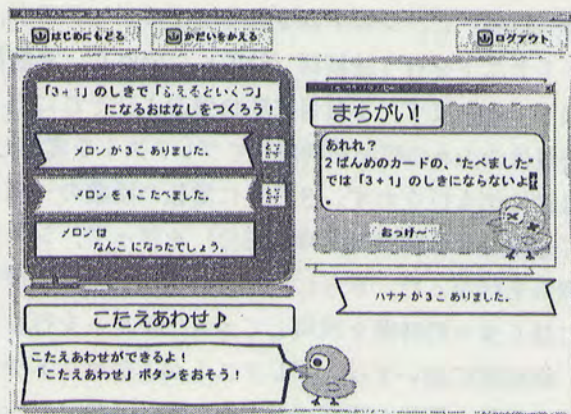 はじめにもどる
かだいをかえる
ログアウト
「3+1」のしきで「ふえるといくつ」
になるおはなしをつくろう!
メロン が 3 こ ありました。
メロン を 1 こ たべました。
メロン は
なんこ になったでしょう。
まちがい!
あれれ?
2 ばんめのカードの、"たべました"
では「3+1」のしきにならないよ
。
おっけ〜
ハナナ が 3 こ ありました。
こたえあわせ♪
こたえあわせができるよ!
「こたえあわせ」ボタンをおそう!